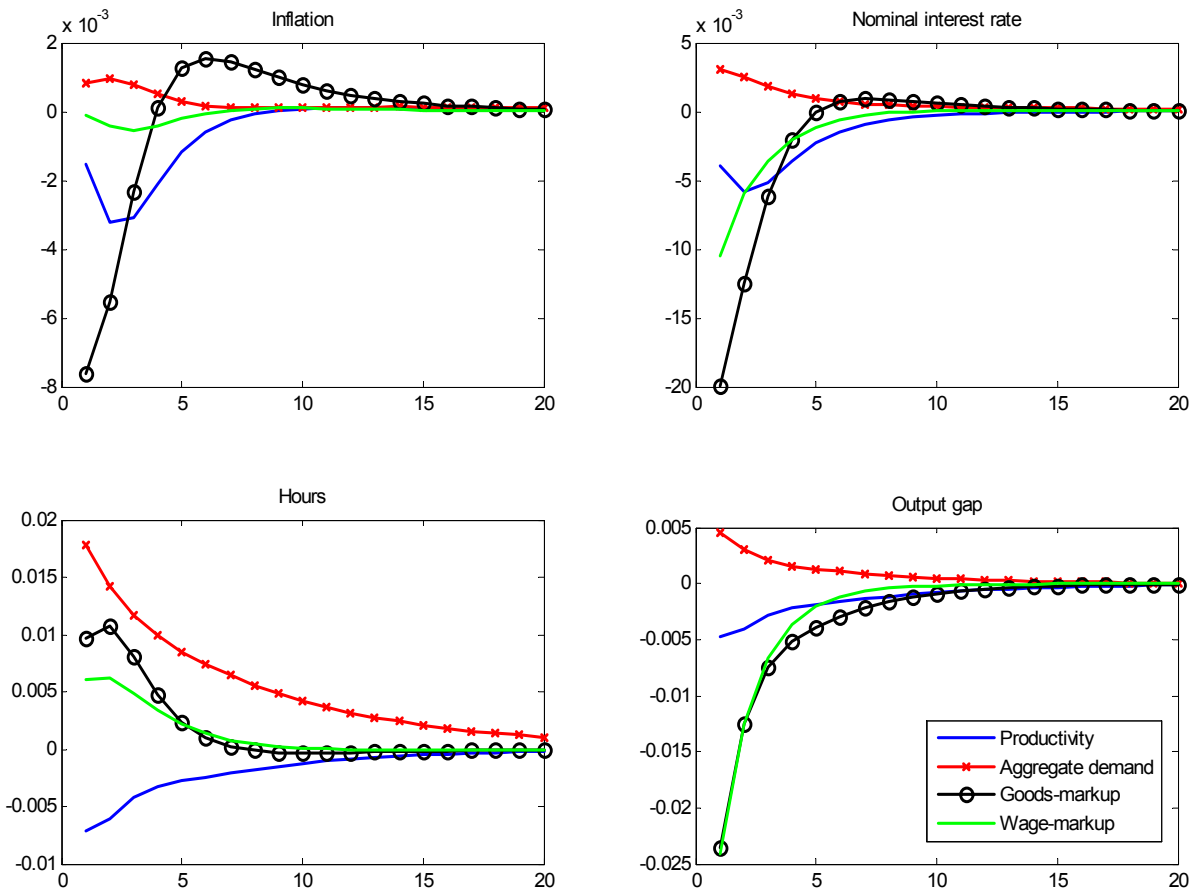 Inflation
x 10⁻³
2
0
-2
-4
-6
-8
0 5 10 15 20
Nominal interest rate
x 10⁻³
5
0
-5
-10
-15
-20
0 5 10 15 20
Hours
0.02
0.015
0.01
0.005
0
-0.005
-0.01
0 5 10 15 20
Output gap
0.005
0
-0.005
-0.01
-0.015
-0.02
-0.025
0 5 10 15 20
Productivity
Aggregate demand
Goods-markup
Wage-markup